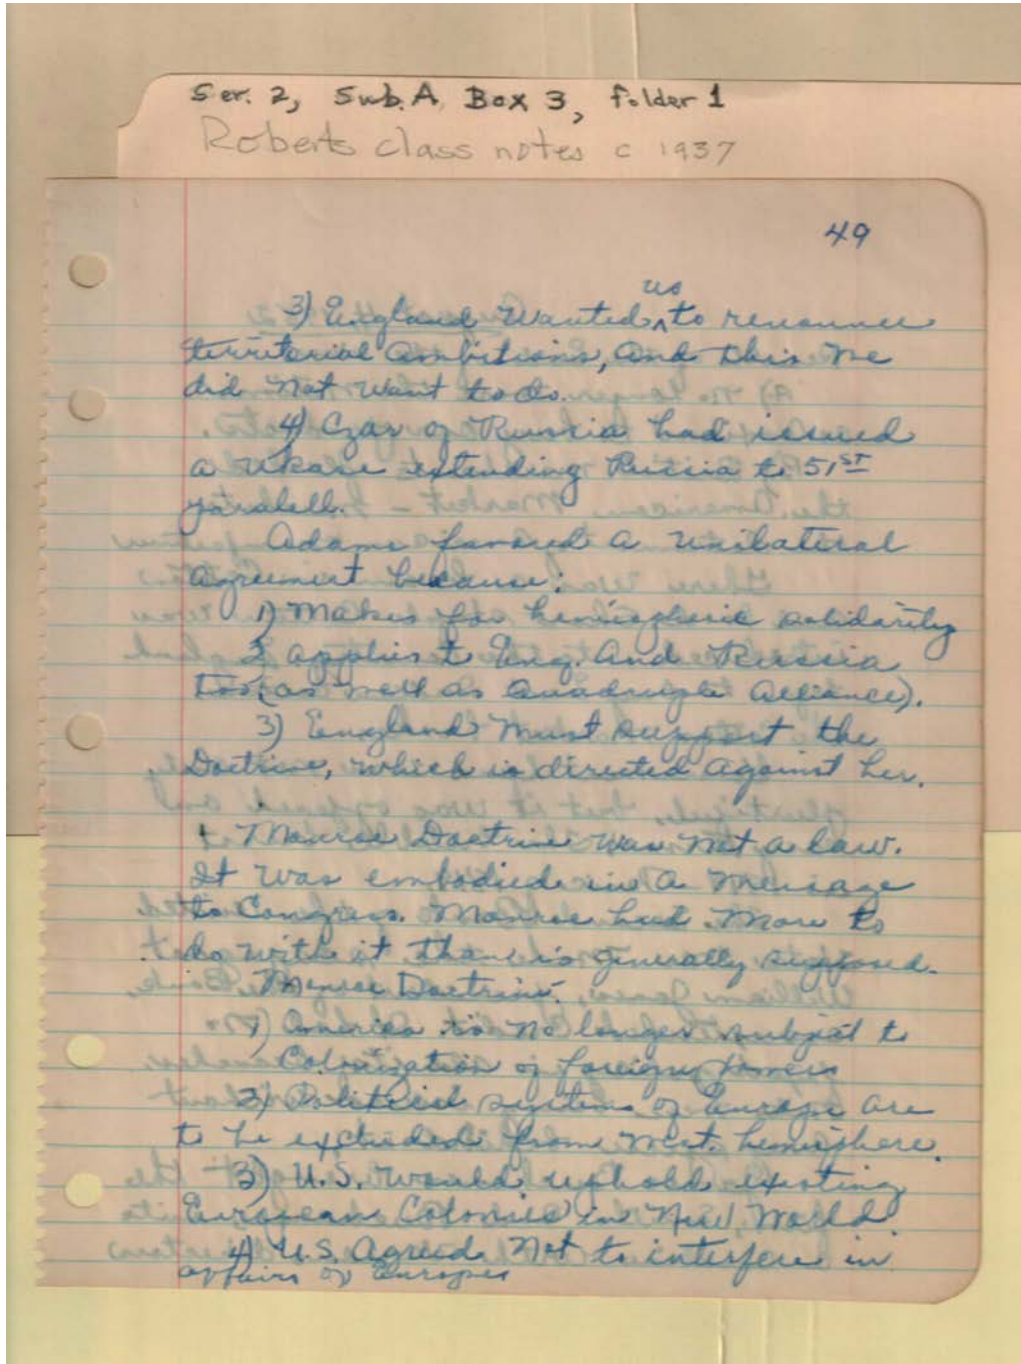 Ser. 2, Sub. A, Box 3, folder 1
Roberts class notes c 1937
49
us
3) England wanted ^ to renounce
territorial ambitions, and this we
did not want to do.
4) Czar of Russia had issued
a ukase extending Russia to 51ST
parallell.
Adams favored a unilateral
agreement because:
1) Makes for hemispheric solidarity
2 applies to Eng. and Russia
too (as well as Quadruple Alliance).
3) England must support the
Doctrine, which is directed against her.
Monroe Doctrine was not a law.
It was embodied in a message
to Congress. Monroe had more to
do with it than is generally supposed.
Monroe Doctrine.
1) America is no longer subject to
Colonization of foreign powers
2) Political systems of Europe are
to be excluded from West. hemisphere.
3) U.S. would uphold existing
European Colonies in New World.
4) U.S. agreed not to interfere in
affairs of Europe